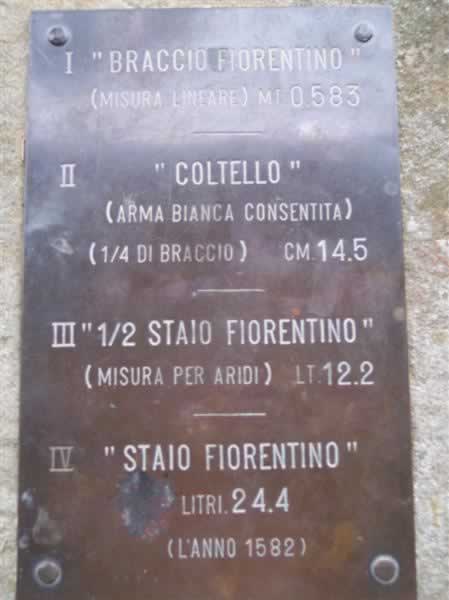 I "BRACCIO FIORENTINO"
(MISURA LINEARE) MT. 0.583
II "COLTELLO"
(ARMA BIANCA CONSENTITA)
(1/4 DI BRACCIO) CM. 14.5
III "1/2 STAIO FIORENTINO"
(MISURA PER ARIDI) LT. 12.2
IV "STAIO FIORENTINO"
LITRI. 24.4
(L'ANNO 1582)